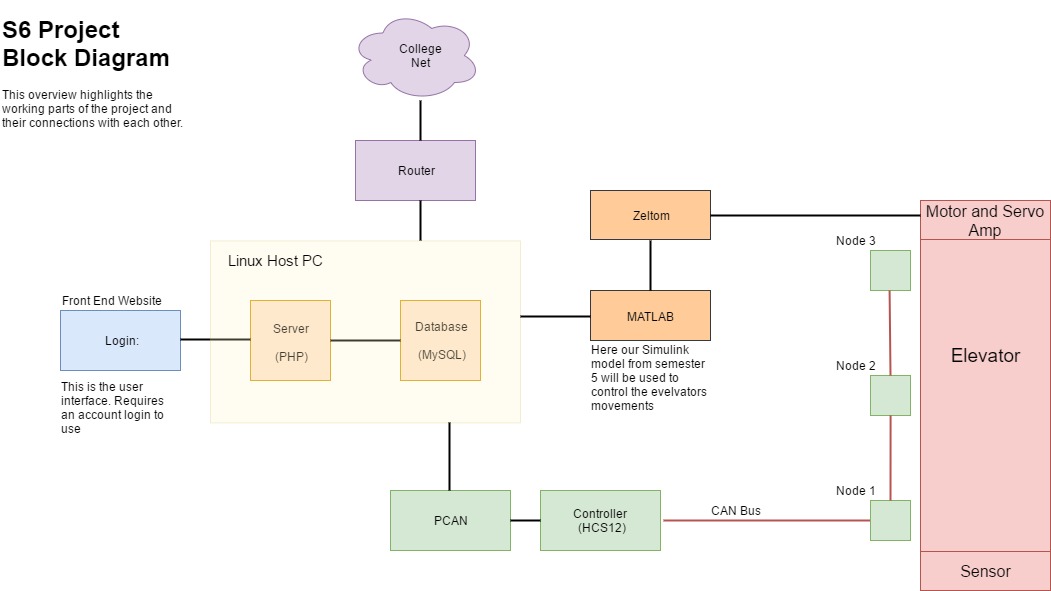 S6 Project
Block Diagram
This overview highlights the
working parts of the project and
their connections with each other.
College
Net
Router
Linux Host PC
Front End Website
Login:
Server
(PHP)
Database
(MySQL)
This is the user
interface. Requires
an account login to
use
Zeltom
MATLAB
Here our Simulink
model from semester
5 will be used to
control the evelvators
movements
Motor and Servo
Amp
Node 3
Elevator
Node 2
Node 1
PCAN
Controller
(HCS12)
CAN Bus
Sensor